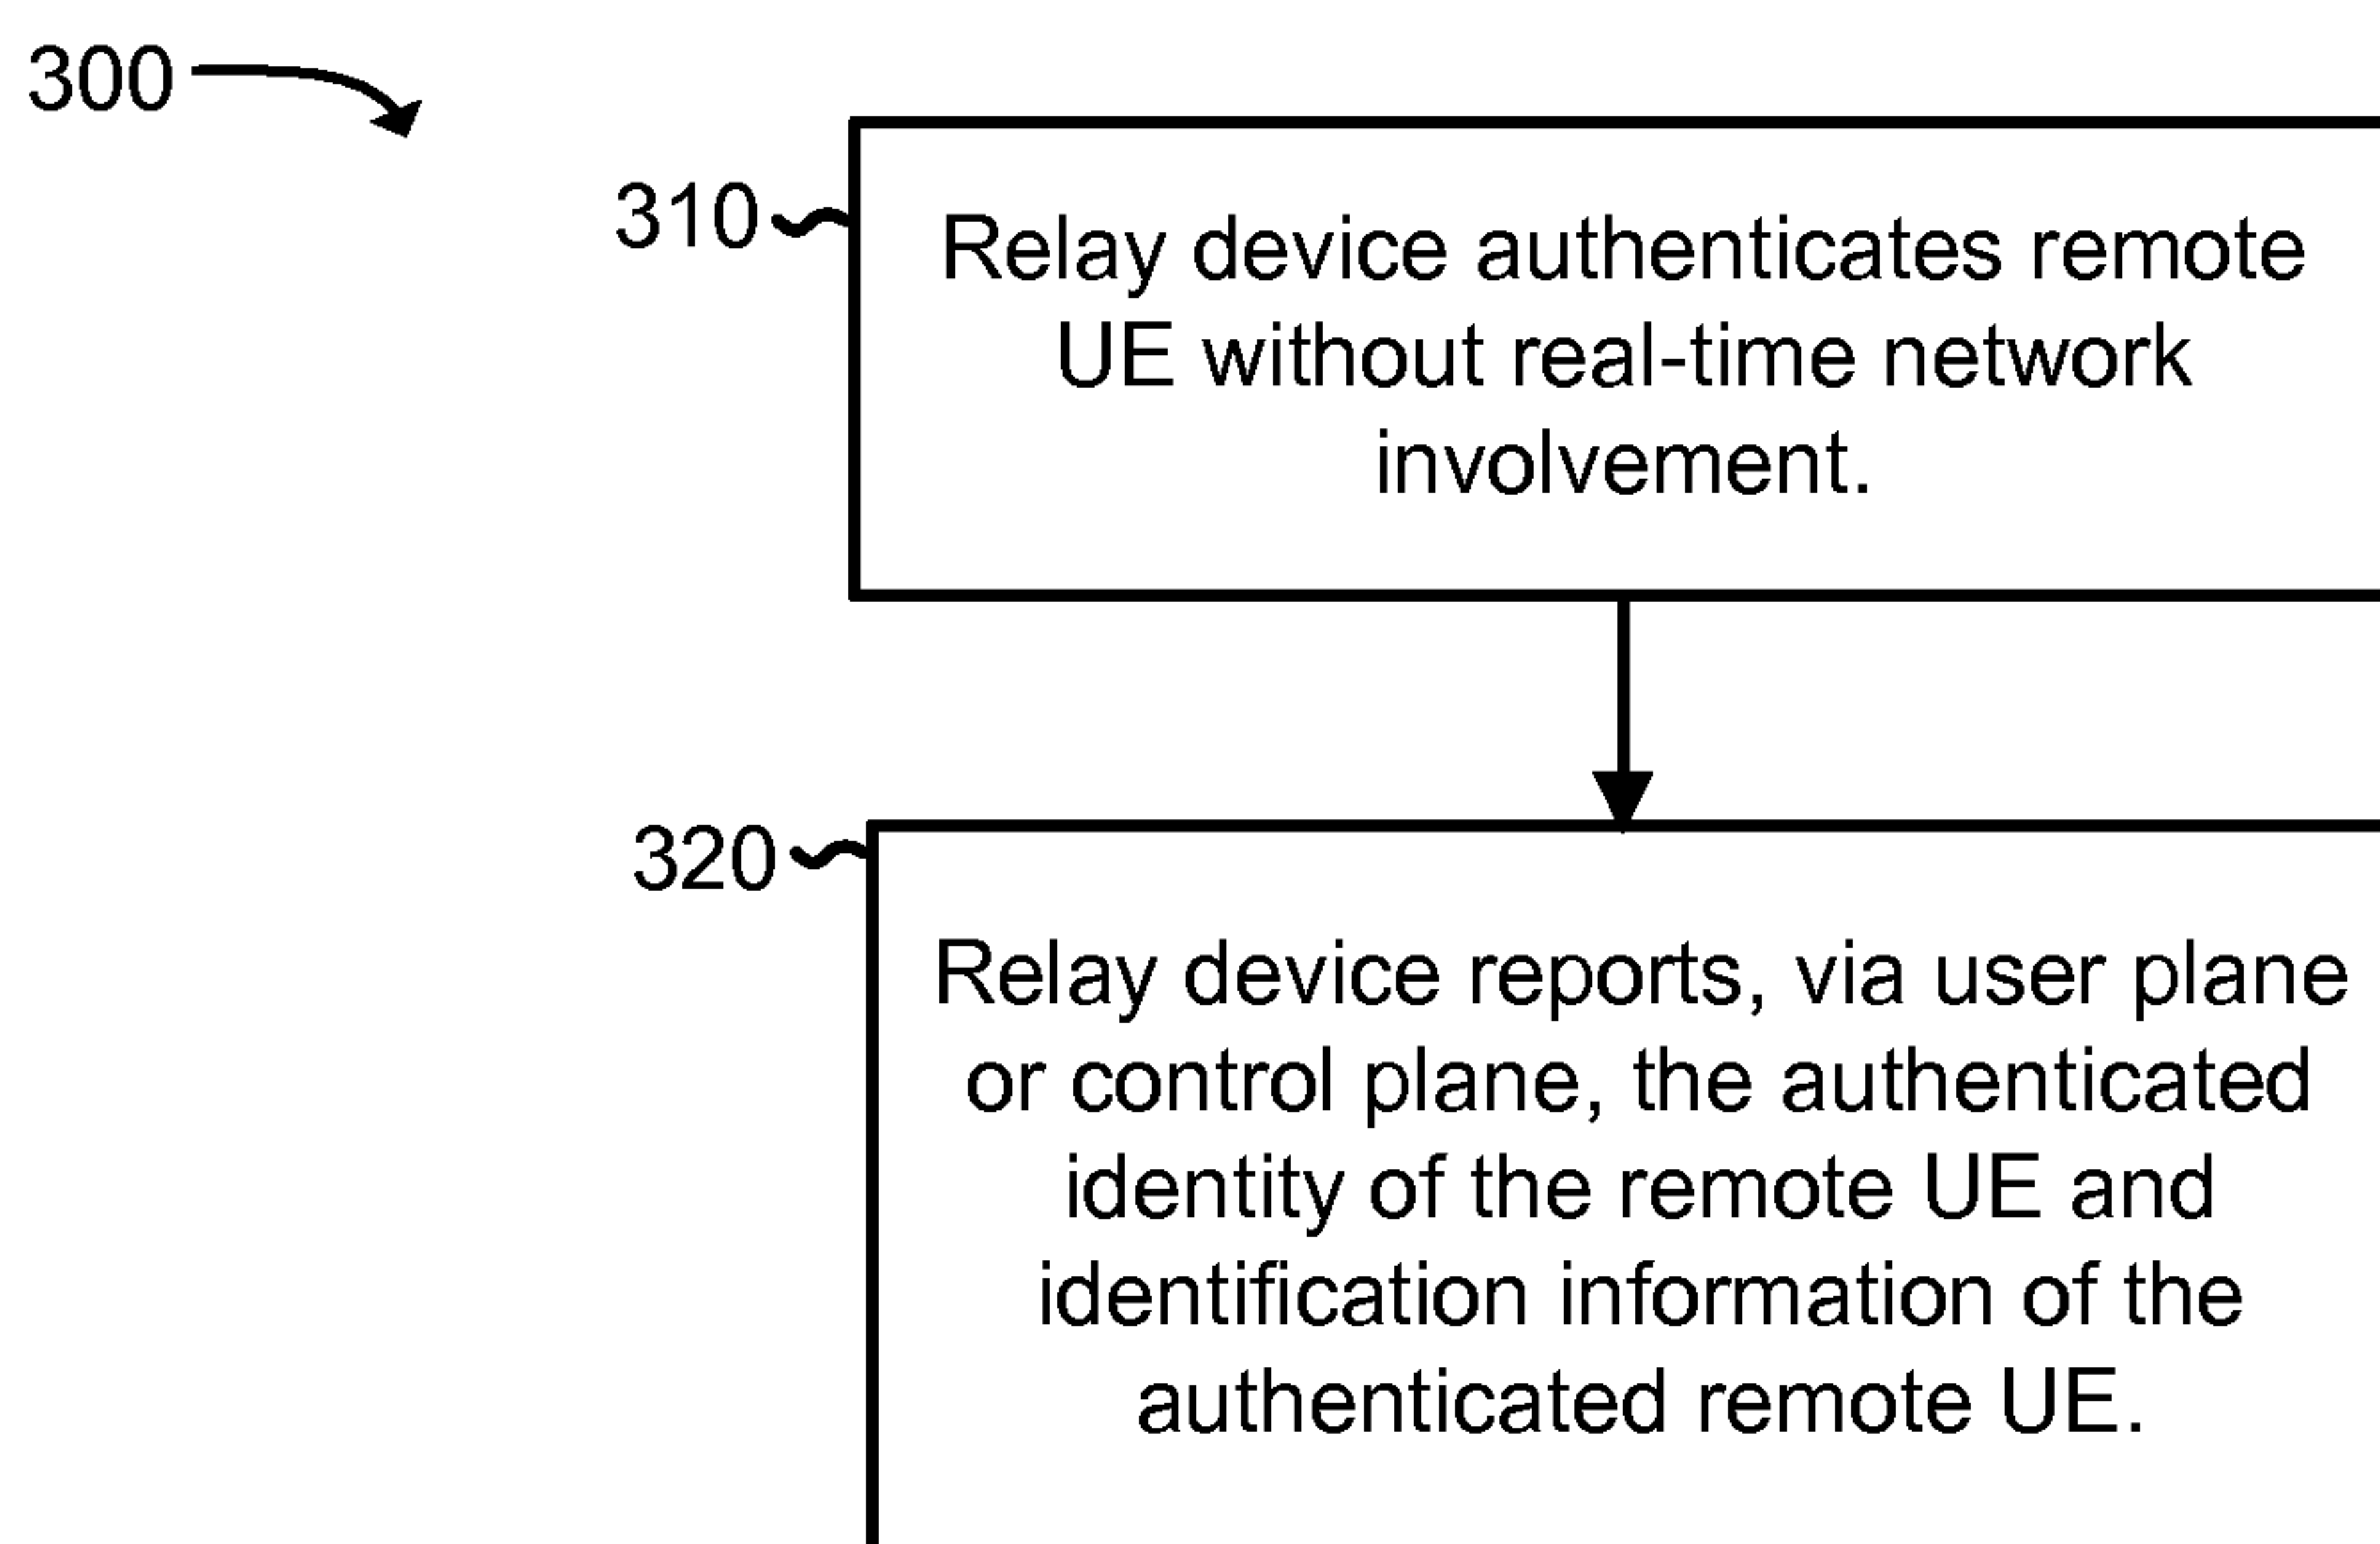 300
310
Relay device authenticates remote
UE without real-time network
involvement.
320
Relay device reports, via user plane
or control plane, the authenticated
identity of the remote UE and
identification information of the
authenticated remote UE.